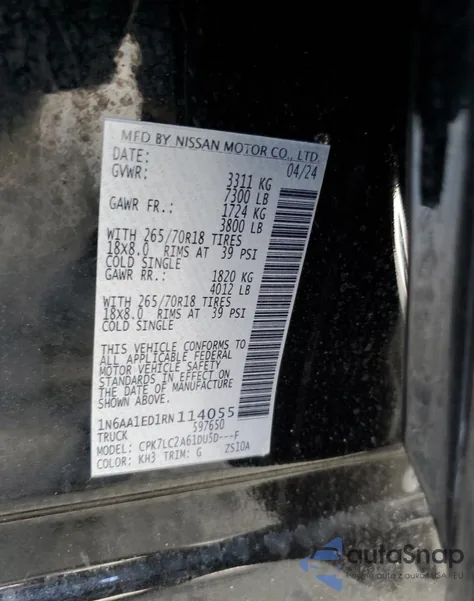 MFD BY NISSAN MOTOR CO., LTD.
DATE: 04/24
GVWR: 3311 KG
7300 LB
GAWR FR.: 1724 KG
3800 LB
WITH 265/70R18 TIRES
18X8.0 RIMS AT 39 PSI
COLD SINGLE
GAWR RR.: 1820 KG
4012 LB
WITH 265/70R18 TIRES
18X8.0 RIMS AT 39 PSI
COLD SINGLE
THIS VEHICLE CONFORMS TO
ALL APPLICABLE FEDERAL
MOTOR VEHICLE SAFETY
STANDARDS IN EFFECT ON
THE DATE OF MANUFACTURE
SHOWN ABOVE.
1N6AA1ED1RN114055
TRUCK 597650
MODEL: CPK7LC2A61DU5D---F
COLOR: KH3 TRIM: G ZSIOA
autaSnap